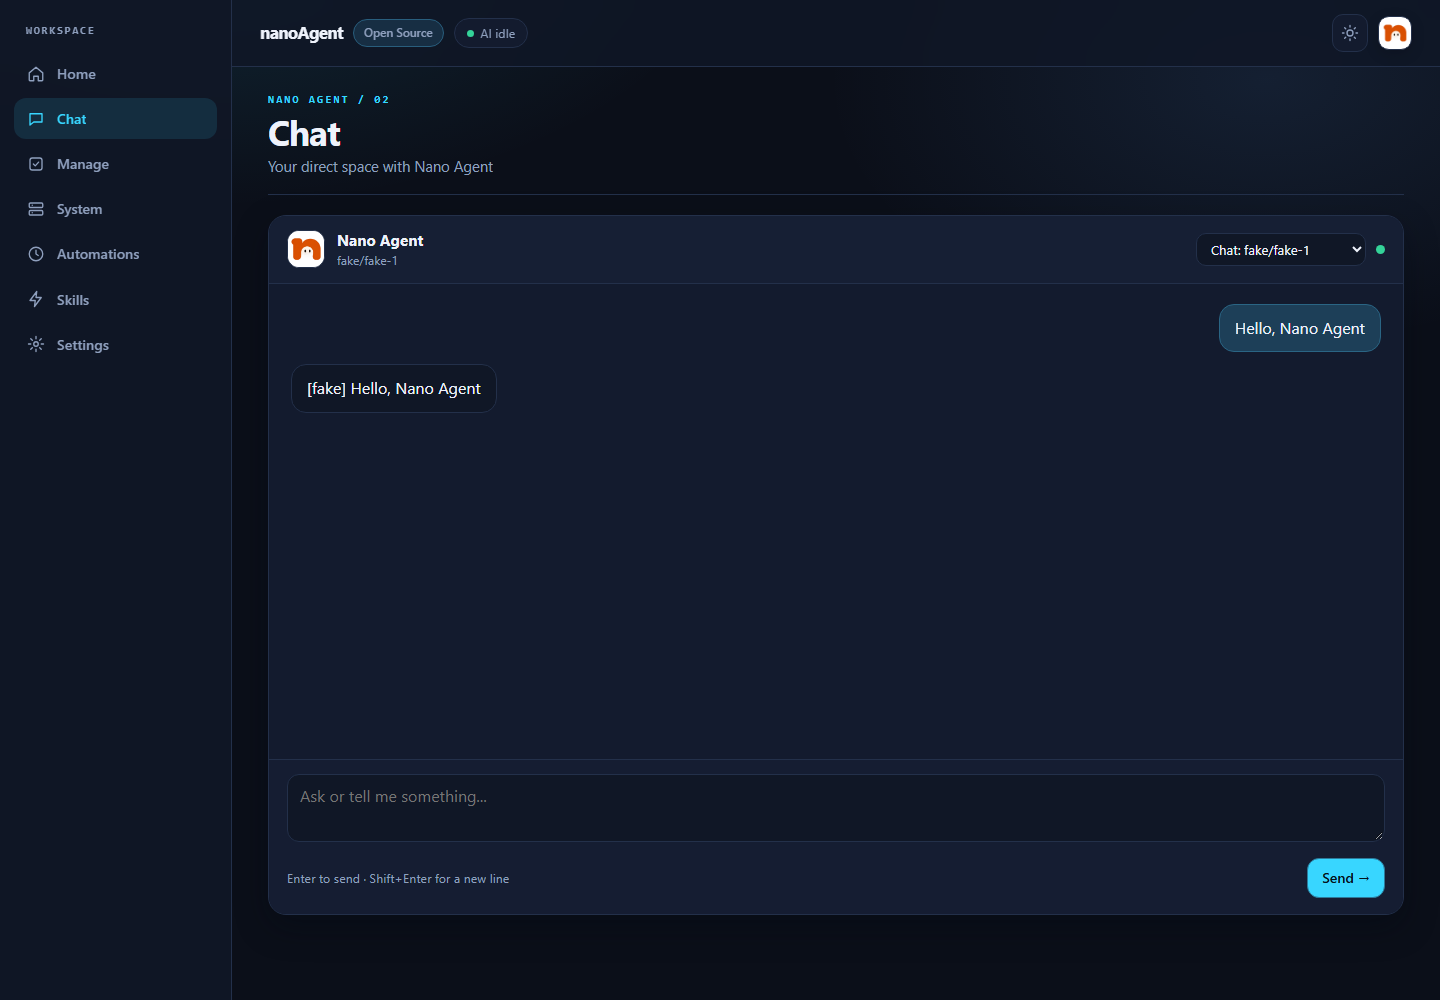 WORKSPACE
Home
Chat
Manage
System
Automations
Skills
Settings
nanoAgent
Open Source
AI idle
NANO AGENT / 02
Chat
Your direct space with Nano Agent
Nano Agent
fake/fake-1
Chat: fake/fake-1
Hello, Nano Agent
[fake] Hello, Nano Agent
Ask or tell me something...
Enter to send · Shift+Enter for a new line
Send →